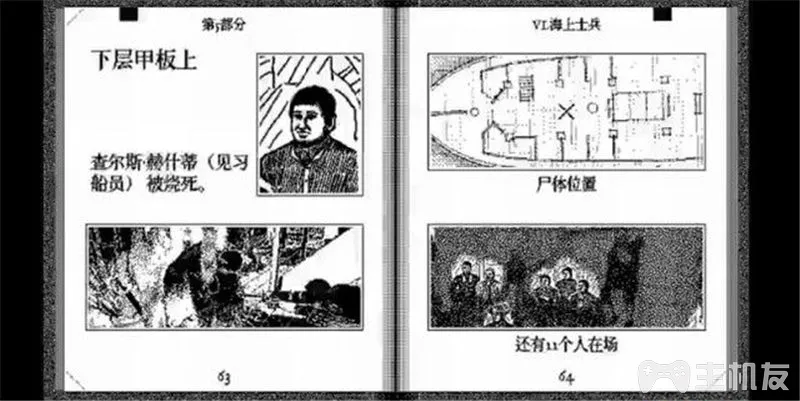 第5部分
下层甲板上
查尔斯·赫什蒂（见习
船员） 被烧死。
63
VI.海上士兵
尸体位置
还有11个人在场
64
主机友